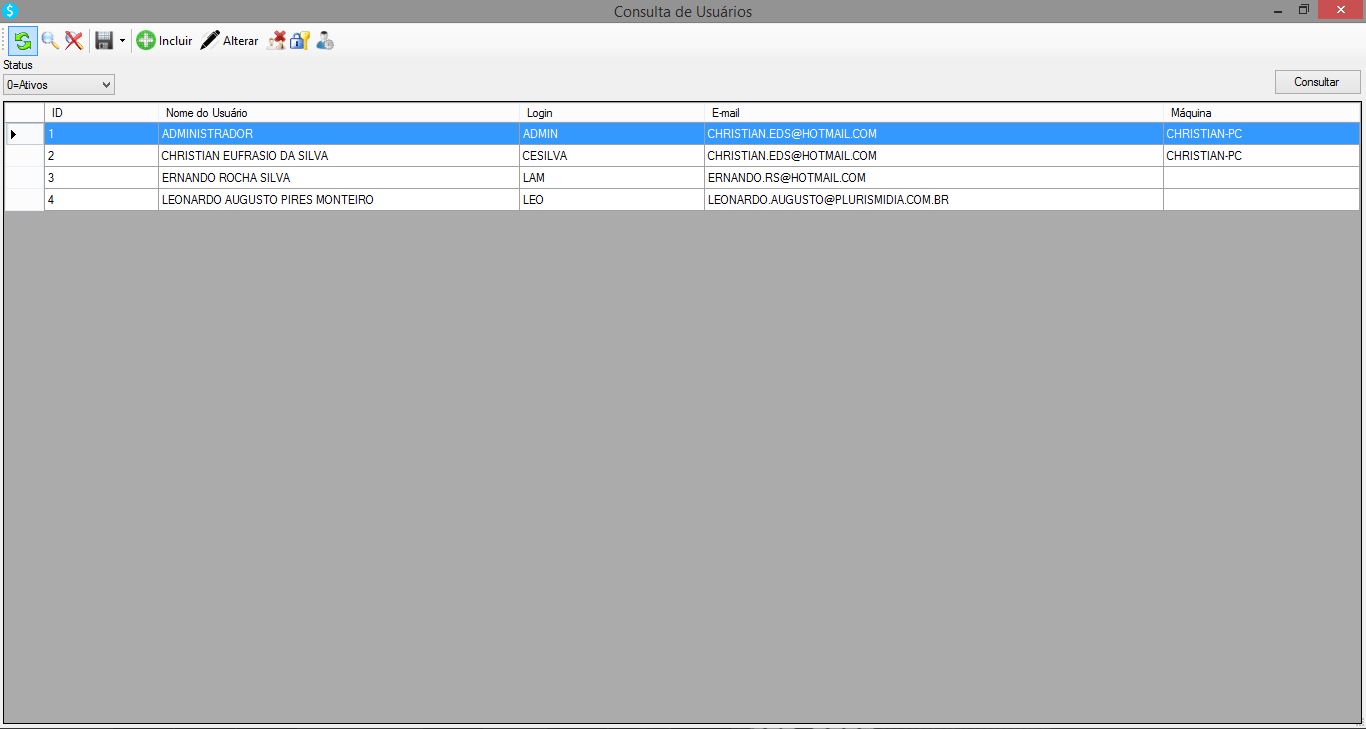 Consulta de Usuários
Incluir Alterar
Status
0=Ativos
Consultar
ID Nome do Usuário Login E-mail Máquina
1 ADMINISTRADOR ADMIN CHRISTIAN.EDS@HOTMAIL.COM CHRISTIAN-PC
2 CHRISTIAN EUFRASIO DA SILVA CESILVA CHRISTIAN.EDS@HOTMAIL.COM CHRISTIAN-PC
3 ERNANDO ROCHA SILVA LAM ERNANDO.RS@HOTMAIL.COM
4 LEONARDO AUGUSTO PIRES MONTEIRO LEO LEONARDO.AUGUSTO@PLURISMIDIA.COM.BR